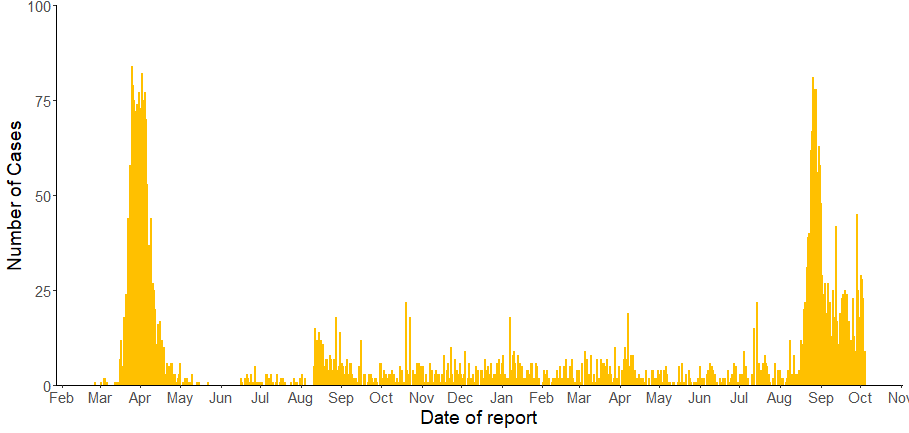 Number of Cases
100
75
50
25
0
Feb Mar Apr May Jun Jul Aug Sep Oct Nov Dec Jan Feb Mar Apr May Jun Jul Aug Sep Oct Nov
Date of report